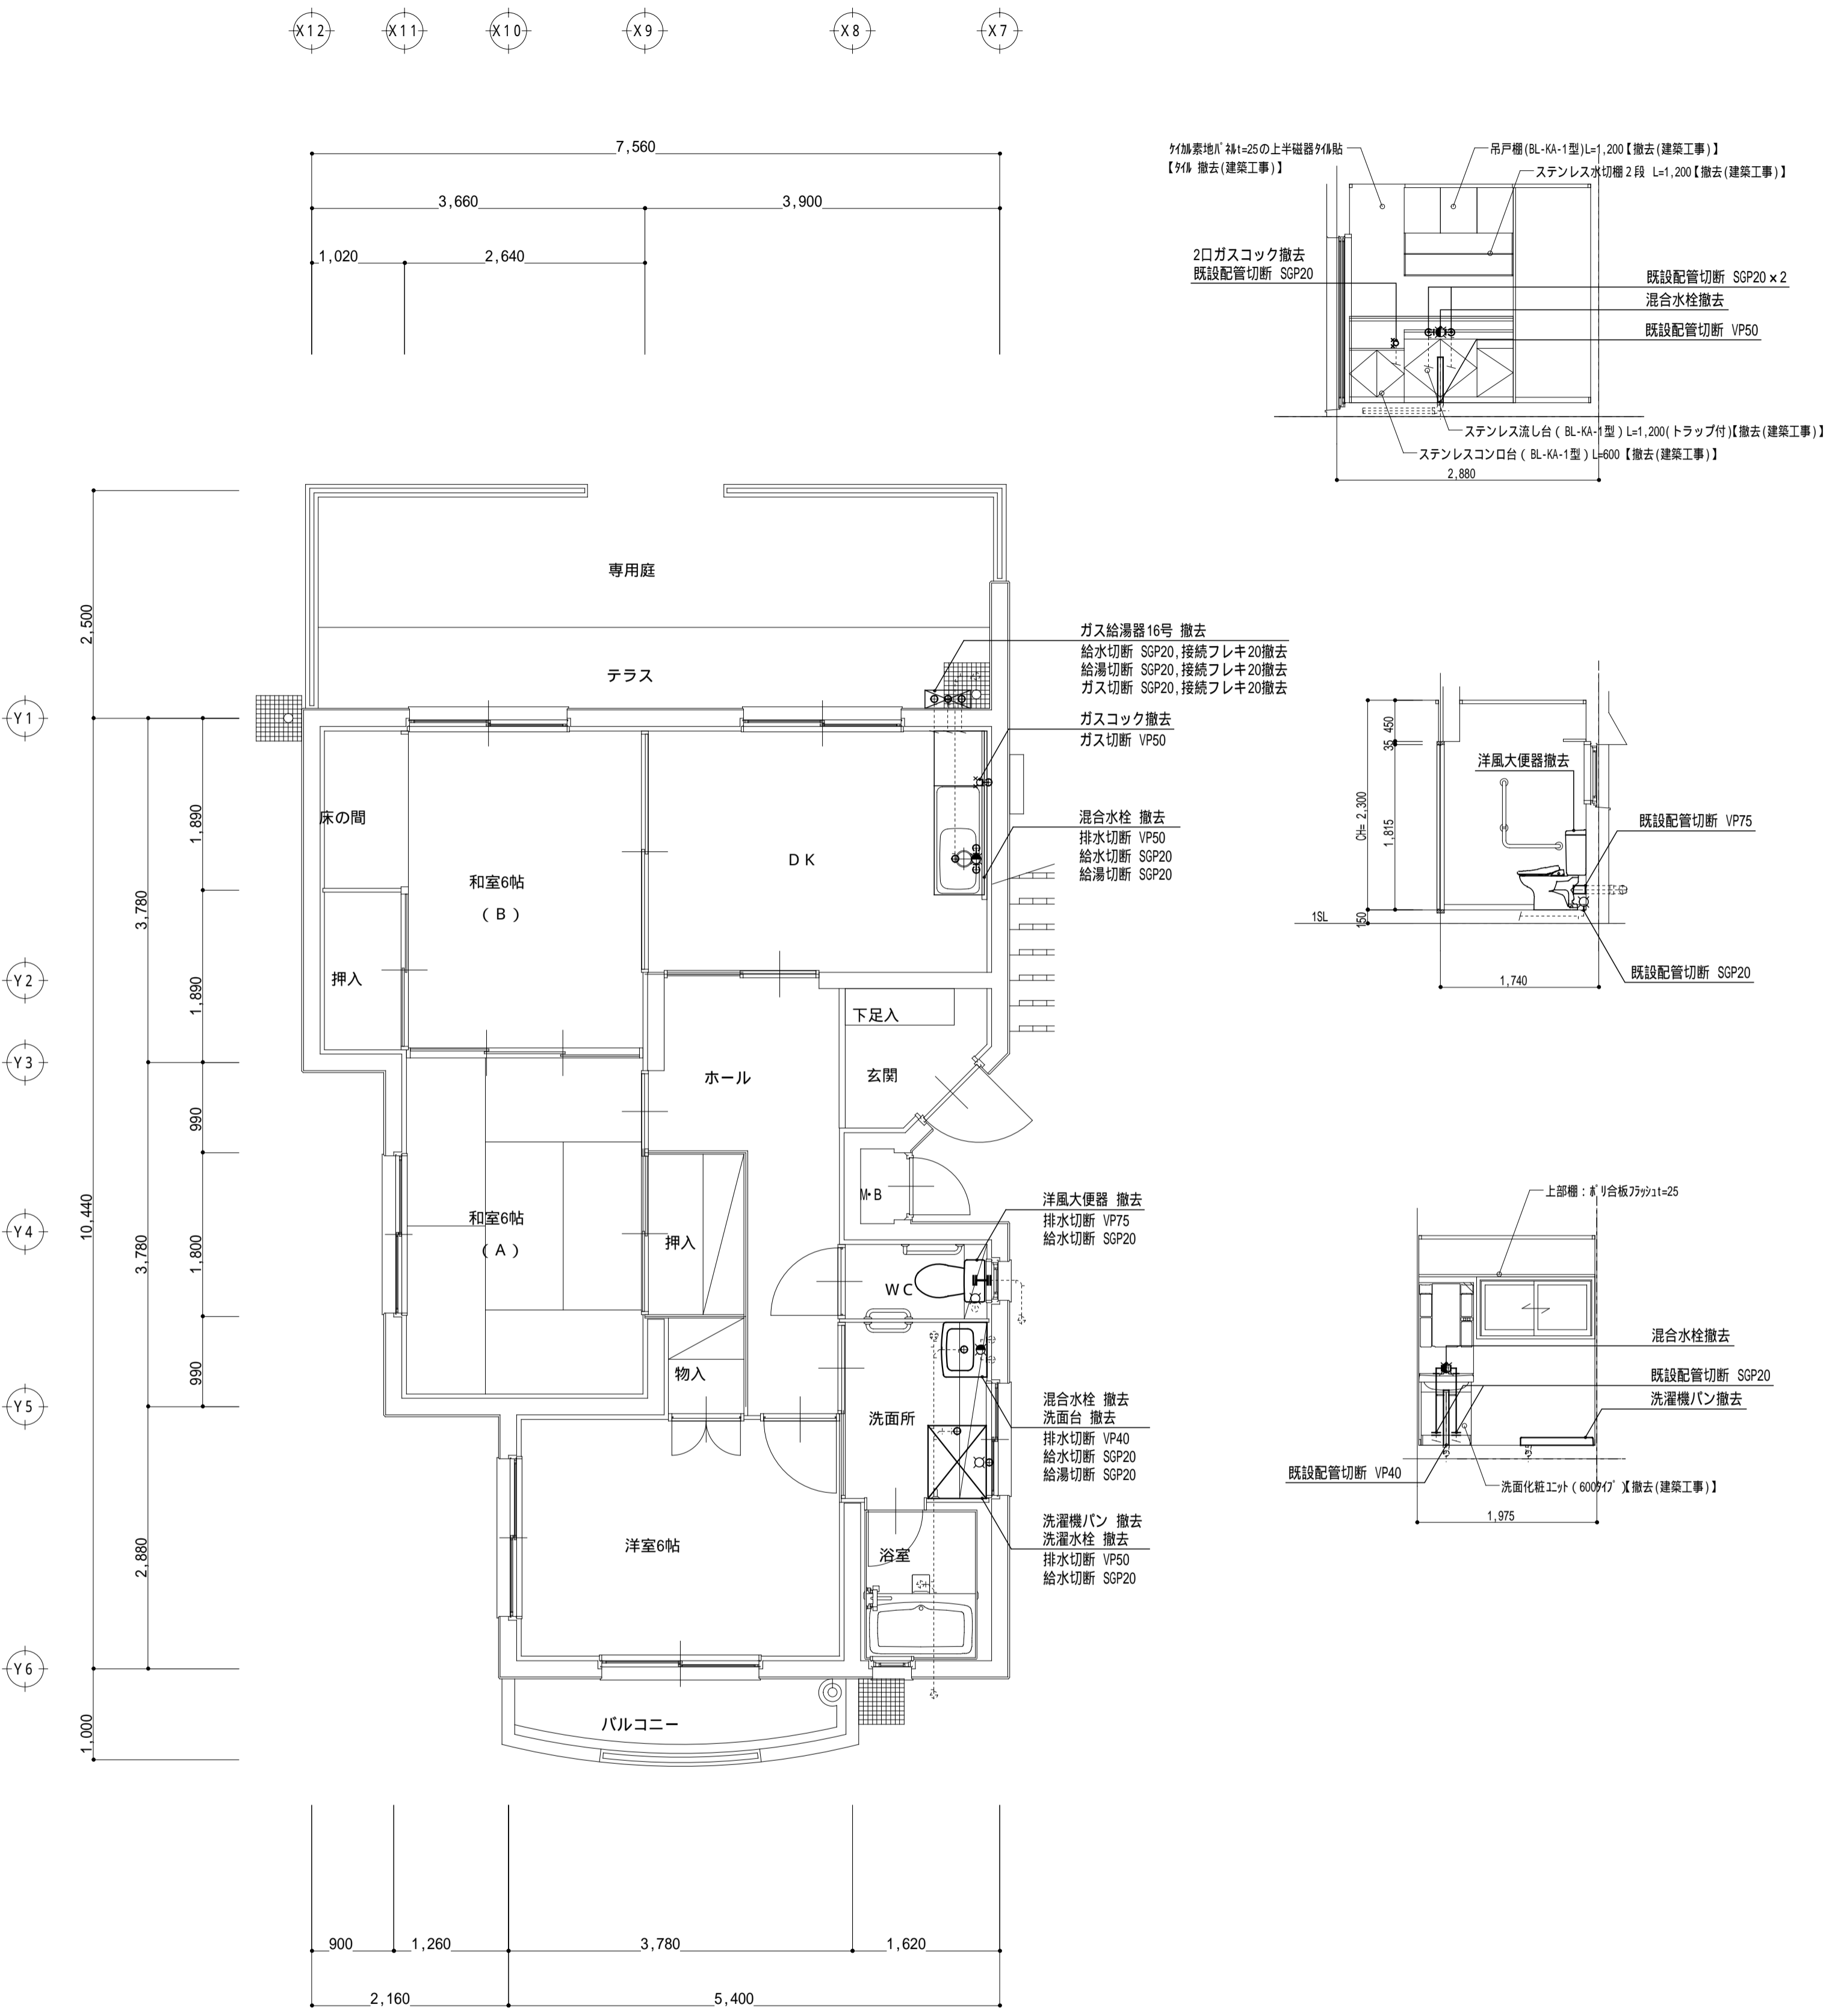 X12
X11
X10
X9
X8
X7
7,560
3,660
3,900
1,020
2,640
ケイカル素地パネルt=25の上半磁器タイル貼
【タイル 撤去(建築工事)】
吊戸棚(BL-KA-1型)L=1,200【撤去(建築工事)】
ステンレス水切棚2段 L=1,200【撤去(建築工事)】
2口ガスコック撤去
既設配管切断 SGP20
既設配管切断 SGP20×2
混合水栓撤去
既設配管切断 VP50
ステンレス流し台(BL-KA-1型)L=1,200(トラップ付)【撤去(建築工事)】
ステンレスコンロ台(BL-KA-1型)L=600【撤去(建築工事)】
2,880
専用庭
テラス
2,500
ガス給湯器16号 撤去
給水切断 SGP20,接続フレキ20撤去
給湯切断 SGP20,接続フレキ20撤去
ガス切断 SGP20,接続フレキ20撤去
ガスコック撤去
ガス切断 VP50
混合水栓 撤去
排水切断 VP50
給水切断 SGP20
給湯切断 SGP20
Y1
Y2
Y3
Y4
Y5
Y6
10,440
3,780
3,780
2,880
1,000
1,890
1,890
990
1,800
990
床の間
和室6帖
(B)
DK
押入
下足入
玄関
ホール
M・B
和室6帖
(A)
押入
WC
物入
洗面所
洋室6帖
浴室
バルコニー
洋風大便器 撤去
排水切断 VP75
給水切断 SGP20
混合水栓 撤去
洗面台 撤去
排水切断 VP40
給水切断 SGP20
給湯切断 SGP20
洗濯機パン 撤去
洗濯水栓 撤去
排水切断 VP50
給水切断 SGP20
450
35
CH= 2,300
1,815
150
1SL
洋風大便器撤去
既設配管切断 VP75
既設配管切断 SGP20
1,740
上部棚:ポリ合板フラッシュt=25
混合水栓撤去
既設配管切断 SGP20
洗濯機パン撤去
既設配管切断 VP40
洗面化粧ユニット(600タイプ)【撤去(建築工事)】
1,975
900
1,260
3,780
1,620
2,160
5,400